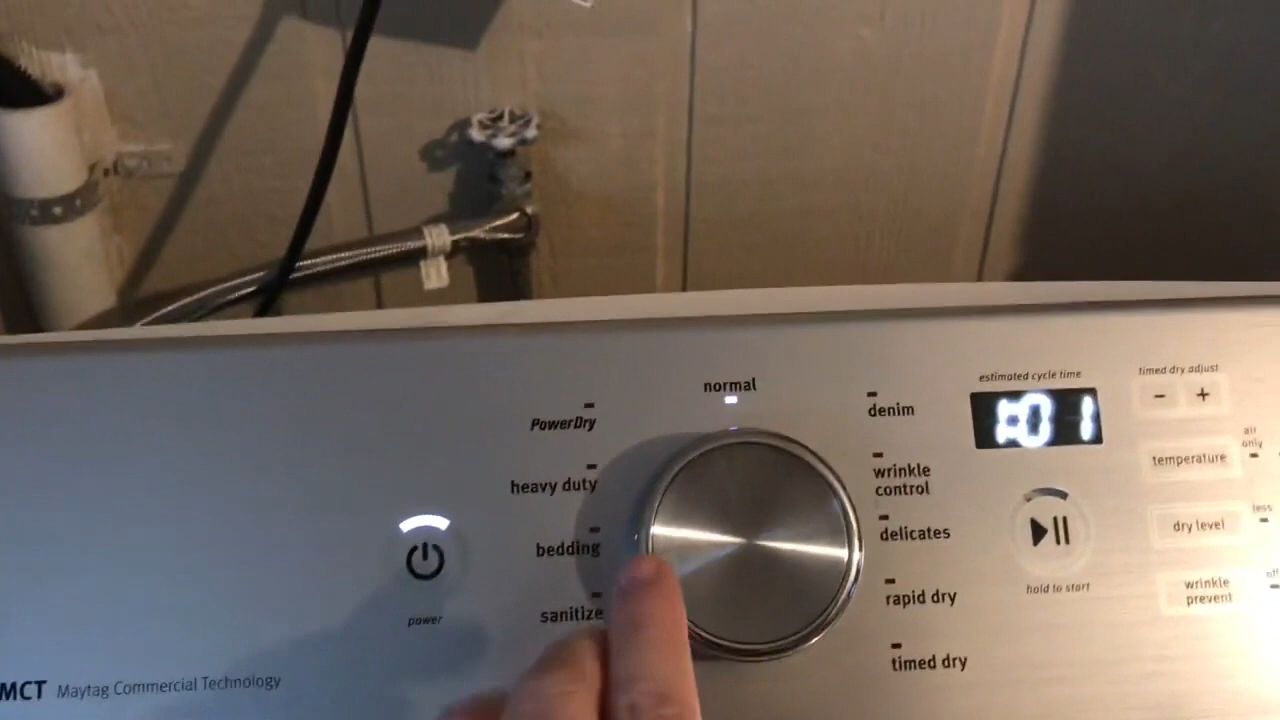 normal
PowerDry
heavy duty
bedding
sanitize
denim
wrinkle
control
delicates
rapid dry
timed dry
estimated cycle time
:01
hold to start
timed dry adjust
- +
temperature
air
only
dry level
less
wrinkle
prevent
off
power
MCT Maytag Commercial Technology